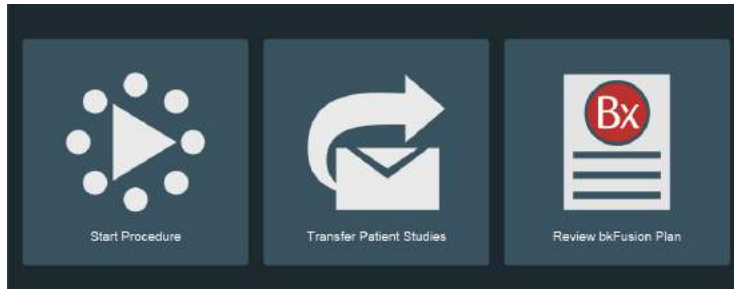 Bx
Start Procedure
Transfer Patient Studies
Review bkFusion Plan